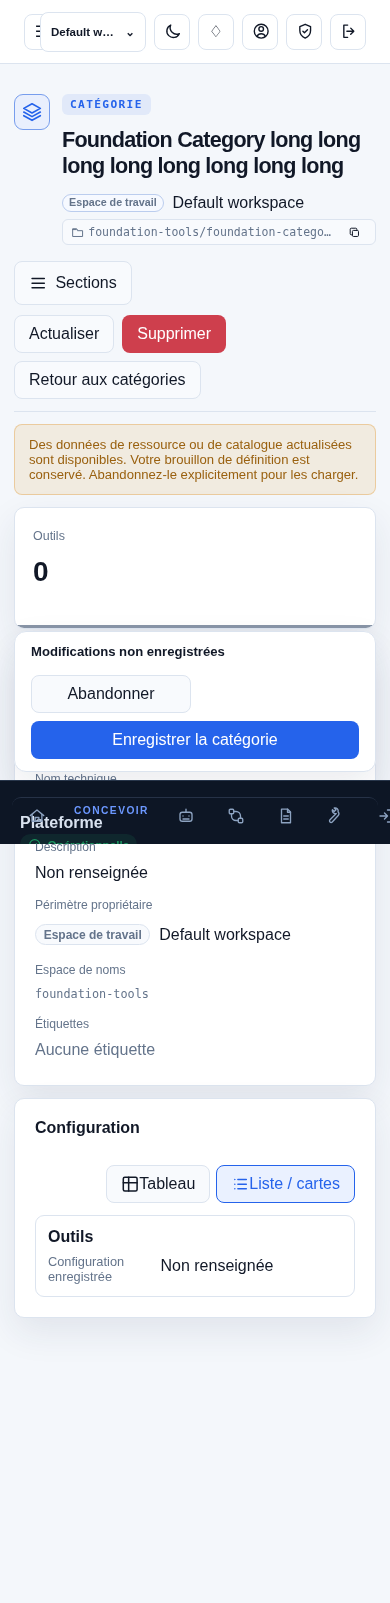 Default w...
CATÉGORIE
Foundation Category long long
long long long long long long
Espace de travail Default workspace
foundation-tools/foundation-catego...
Sections
Actualiser Supprimer
Retour aux catégories
Des données de ressource ou de catalogue actualisées
sont disponibles. Votre brouillon de définition est
conservé. Abandonnez-le explicitement pour les charger.
Outils
0
Modifications non enregistrées
Abandonner
Enregistrer la catégorie
Nom technique
CONCEVOIR
Plateforme
Opérationnelle
Description
Non renseignée
Périmètre propriétaire
Espace de travail Default workspace
Espace de noms
foundation-tools
Étiquettes
Aucune étiquette
Configuration
Tableau Liste / cartes
Outils
Configuration
enregistrée
Non renseignée